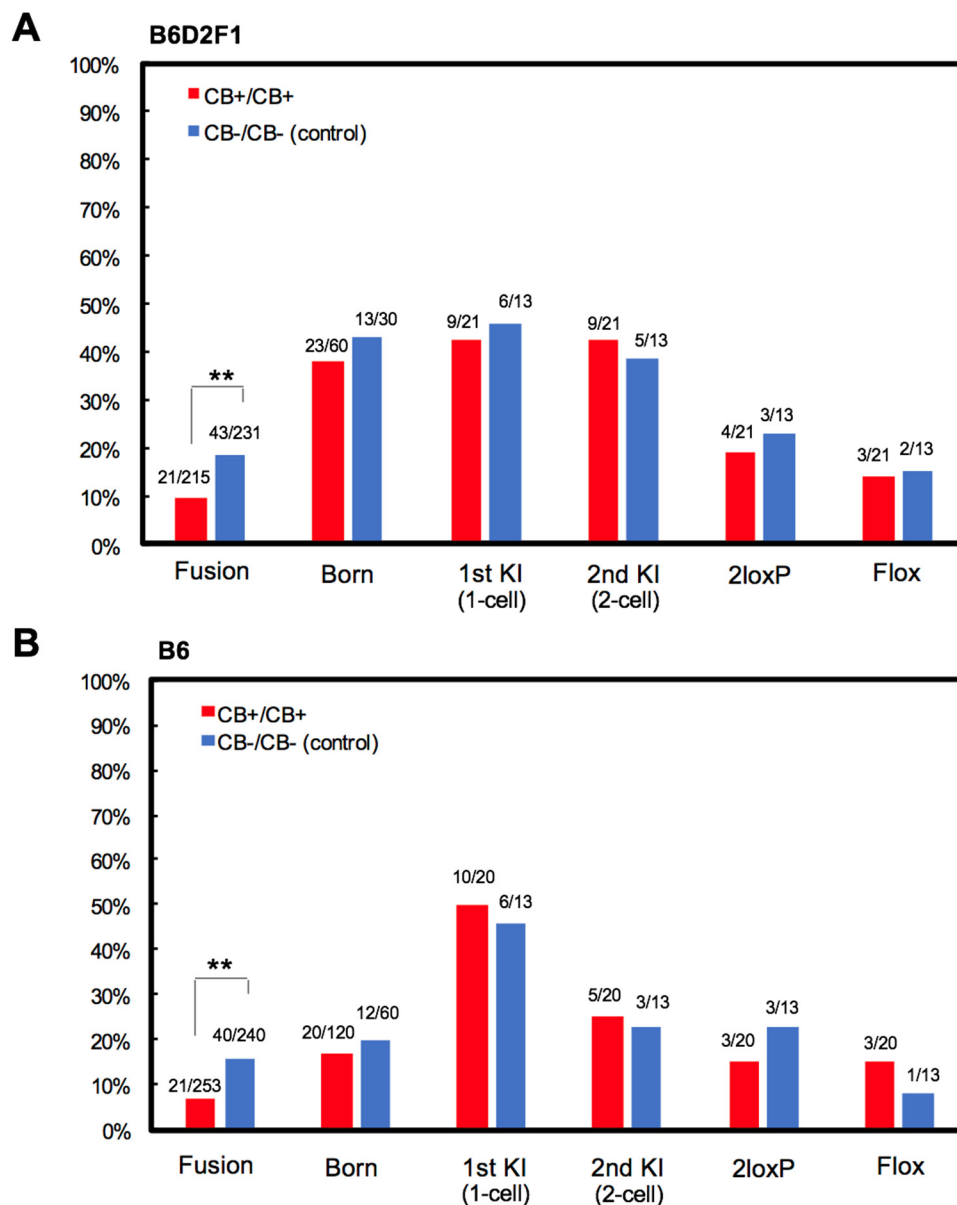 A
B6D2F1
100%
90%
80%
70%
60%
50%
40%
30%
20%
10%
0%
CB+/CB+
CB-/CB- (control)
**
21/215
43/231
23/60
13/30
9/21
6/13
9/21
5/13
4/21
3/13
3/21
2/13
Fusion
Born
1st KI
(1-cell)
2nd KI
(2-cell)
2loxP
Flox
B
B6
100%
90%
80%
70%
60%
50%
40%
30%
20%
10%
0%
CB+/CB+
CB-/CB- (control)
**
21/253
40/240
20/120
12/60
10/20
6/13
5/20
3/13
3/20
3/13
3/20
1/13
Fusion
Born
1st KI
(1-cell)
2nd KI
(2-cell)
2loxP
Flox